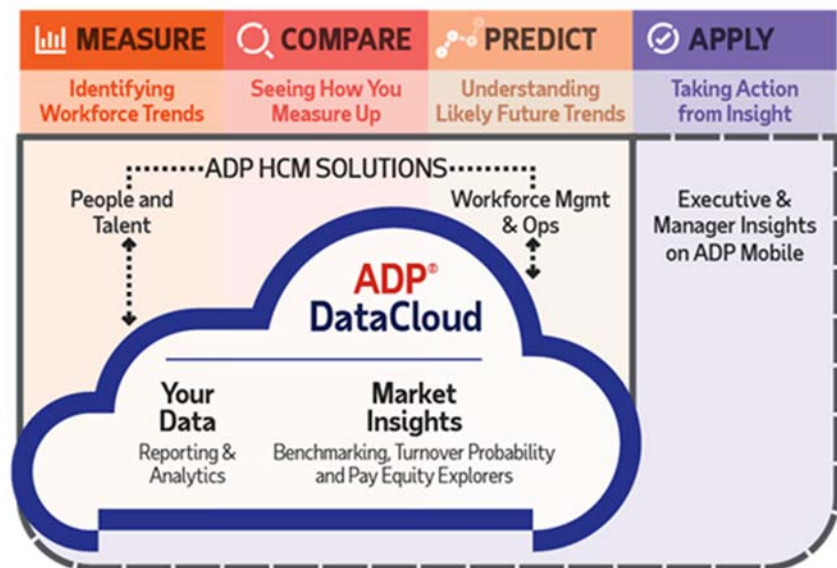 MEASURE
COMPARE
PREDICT
APPLY
Identifying
Workforce Trends
Seeing How You
Measure Up
Understanding
Likely Future Trends
Taking Action
from Insight
ADP HCM SOLUTIONS
People and
Talent
Workforce Mgmt
& Ops
Executive &
Manager Insights
on ADP Mobile
ADP®
DataCloud
Your
Data
Reporting &
Analytics
Market
Insights
Benchmarking, Turnover Probability
and Pay Equity Explorers